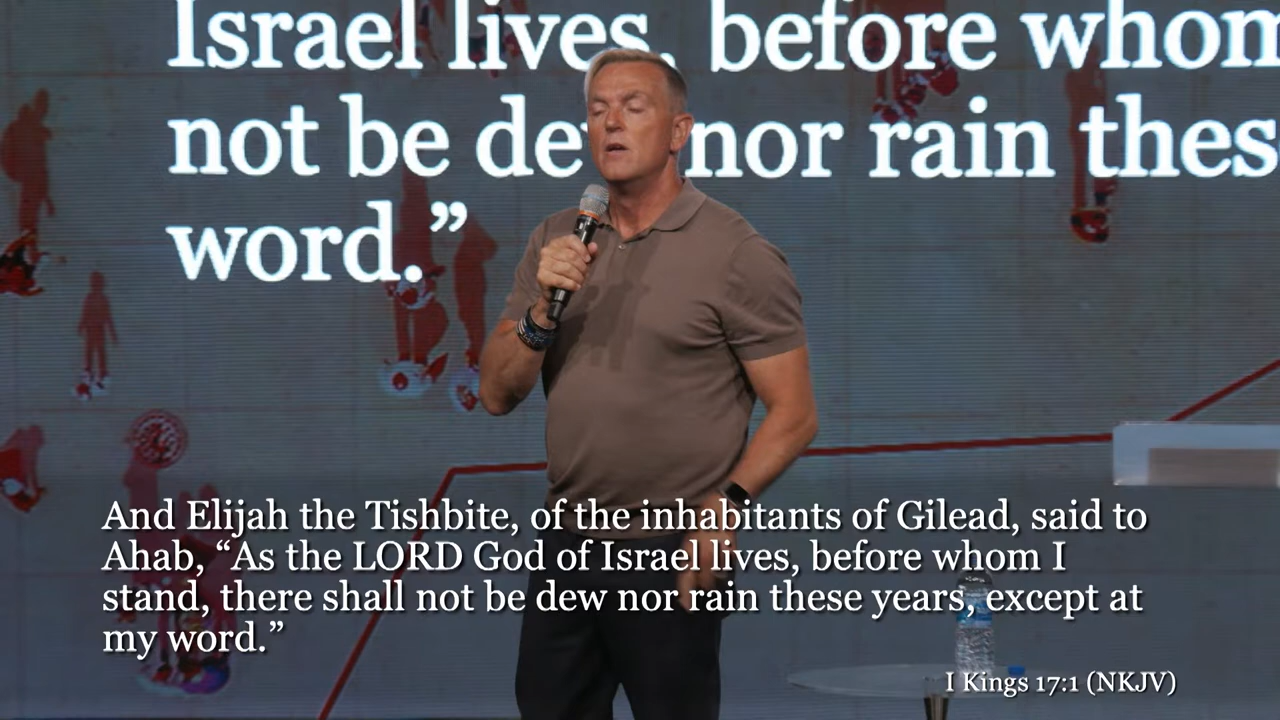 Israel lives, before whom
not be dew nor rain thes
word.”
And Elijah the Tishbite, of the inhabitants of Gilead, said to
Ahab, “As the LORD God of Israel lives, before whom I
stand, there shall not be dew nor rain these years, except at
my word.”
I Kings 17:1 (NKJV)